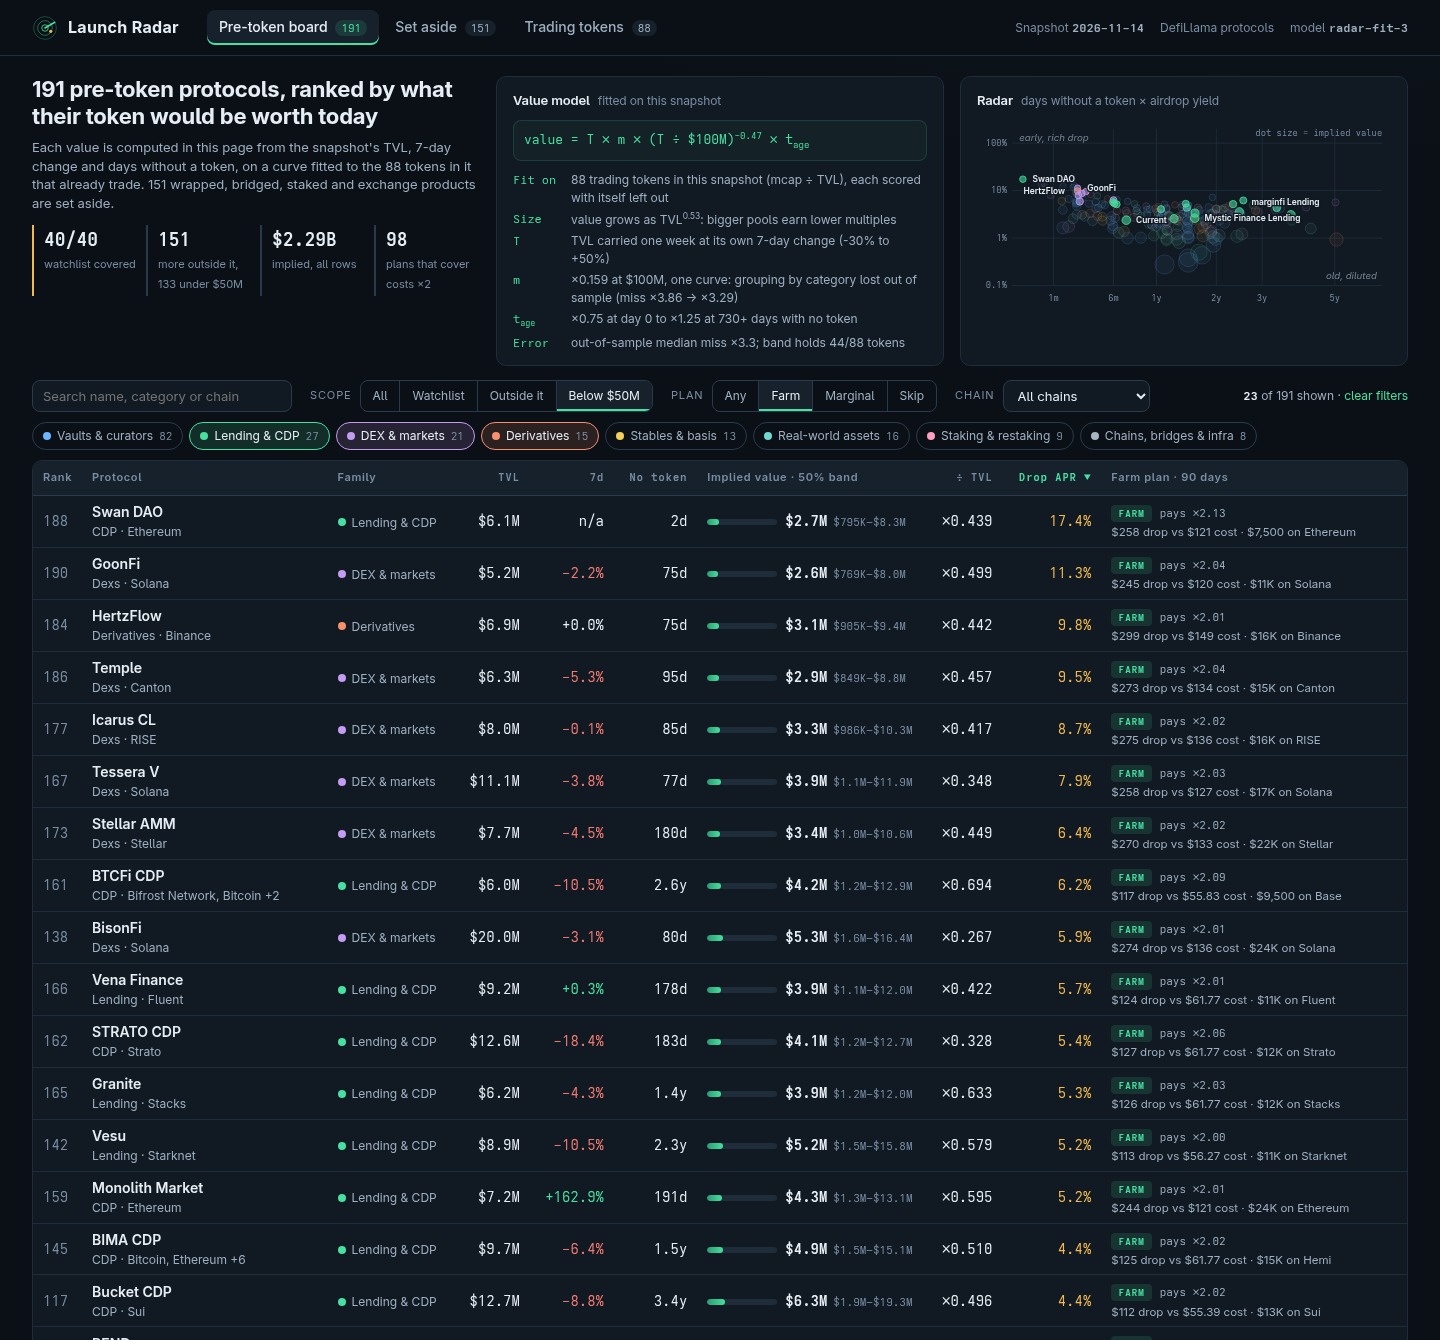 Launch Radar
Pre-token board 191
Set aside 151
Trading tokens 88
Snapshot 2026-11-14 DefiLlama protocols model radar-fit-3
191 pre-token protocols, ranked by what
their token would be worth today
Each value is computed in this page from the snapshot's TVL, 7-day
change and days without a token, on a curve fitted to the 88 tokens in it
that already trade. 151 wrapped, bridged, staked and exchange products
are set aside.
40/40
watchlist covered
151
more outside it,
133 under $50M
$2.29B
implied, all rows
98
plans that cover
costs ×2
Value model fitted on this snapshot
value = T × m × (T ÷ $100M)−0.47 × tage
Fit on 88 trading tokens in this snapshot (mcap ÷ TVL), each scored
with itself left out
Size value grows as TVL0.53: bigger pools earn lower multiples
T TVL carried one week at its own 7-day change (-30% to
+50%)
m ×0.159 at $100M, one curve: grouping by category lost out of
sample (miss ×3.86 → ×3.29)
tage ×0.75 at day 0 to ×1.25 at 730+ days with no token
Error out-of-sample median miss ×3.3; band holds 44/88 tokens
Radar days without a token × airdrop yield
early, rich drop
dot size = implied value
100%
10%
1%
0.1%
Swan DAO
HertzFlow
GoonFi
marginfi Lending
Current
Mystic Finance Lending
old, diluted
1m 6m 1y 2y 3y 5y
Search name, category or chain
SCOPE All Watchlist Outside it Below $50M
PLAN Any Farm Marginal Skip
CHAIN All chains
23 of 191 shown · clear filters
Vaults & curators 82
Lending & CDP 27
DEX & markets 21
Derivatives 15
Stables & basis 13
Real-world assets 16
Staking & restaking 9
Chains, bridges & infra 8
Rank Protocol Family TVL 7d No token Implied value · 50% band ÷ TVL Drop APR ▼ Farm plan · 90 days
188 Swan DAO Lending & CDP $6.1M n/a 2d $2.7M $795K–$8.3M ×0.439 17.4% FARM pays ×2.13
CDP · Ethereum $258 drop vs $121 cost · $7,500 on Ethereum
190 GoonFi DEX & markets $5.2M −2.2% 75d $2.6M $769K–$8.0M ×0.499 11.3% FARM pays ×2.04
Dexs · Solana $245 drop vs $120 cost · $11K on Solana
184 HertzFlow Derivatives $6.9M +0.0% 75d $3.1M $905K–$9.4M ×0.442 9.8% FARM pays ×2.01
Derivatives · Binance $299 drop vs $149 cost · $16K on Binance
186 Temple DEX & markets $6.3M −5.3% 95d $2.9M $849K–$8.8M ×0.457 9.5% FARM pays ×2.04
Dexs · Canton $273 drop vs $134 cost · $15K on Canton
177 Icarus CL DEX & markets $8.0M −0.1% 85d $3.3M $986K–$10.3M ×0.417 8.7% FARM pays ×2.02
Dexs · RISE $275 drop vs $136 cost · $16K on RISE
167 Tessera V DEX & markets $11.1M −3.8% 77d $3.9M $1.1M–$11.9M ×0.348 7.9% FARM pays ×2.03
Dexs · Solana $258 drop vs $127 cost · $17K on Solana
173 Stellar AMM DEX & markets $7.7M −4.5% 180d $3.4M $1.0M–$10.6M ×0.449 6.4% FARM pays ×2.02
Dexs · Stellar $270 drop vs $133 cost · $22K on Stellar
161 BTCFi CDP Lending & CDP $6.0M −10.5% 2.6y $4.2M $1.2M–$12.9M ×0.694 6.2% FARM pays ×2.09
CDP · Bifrost Network, Bitcoin +2 $117 drop vs $55.83 cost · $9,500 on Base
138 BisonFi DEX & markets $20.0M −3.1% 80d $5.3M $1.6M–$16.4M ×0.267 5.9% FARM pays ×2.01
Dexs · Solana $274 drop vs $136 cost · $24K on Solana
166 Vena Finance Lending & CDP $9.2M +0.3% 178d $3.9M $1.1M–$12.0M ×0.422 5.7% FARM pays ×2.01
Lending · Fluent $124 drop vs $61.77 cost · $11K on Fluent
162 STRATO CDP Lending & CDP $12.6M −18.4% 183d $4.1M $1.2M–$12.7M ×0.328 5.4% FARM pays ×2.06
CDP · Strato $127 drop vs $61.77 cost · $12K on Strato
165 Granite Lending & CDP $6.2M −4.3% 1.4y $3.9M $1.2M–$12.0M ×0.633 5.3% FARM pays ×2.03
Lending · Stacks $126 drop vs $61.77 cost · $12K on Stacks
142 Vesu Lending & CDP $8.9M −10.5% 2.3y $5.2M $1.5M–$15.8M ×0.579 5.2% FARM pays ×2.00
Lending · Starknet $113 drop vs $56.27 cost · $11K on Starknet
159 Monolith Market Lending & CDP $7.2M +162.9% 191d $4.3M $1.3M–$13.1M ×0.595 5.2% FARM pays ×2.01
CDP · Ethereum $244 drop vs $121 cost · $24K on Ethereum
145 BIMA CDP Lending & CDP $9.7M −6.4% 1.5y $4.9M $1.5M–$15.1M ×0.510 4.4% FARM pays ×2.02
CDP · Bitcoin, Ethereum +6 $125 drop vs $61.77 cost · $15K on Hemi
117 Bucket CDP Lending & CDP $12.7M −8.8% 3.4y $6.3M $1.9M–$19.3M ×0.496 4.4% FARM pays ×2.02
CDP · Sui $112 drop vs $55.39 cost · $13K on Sui